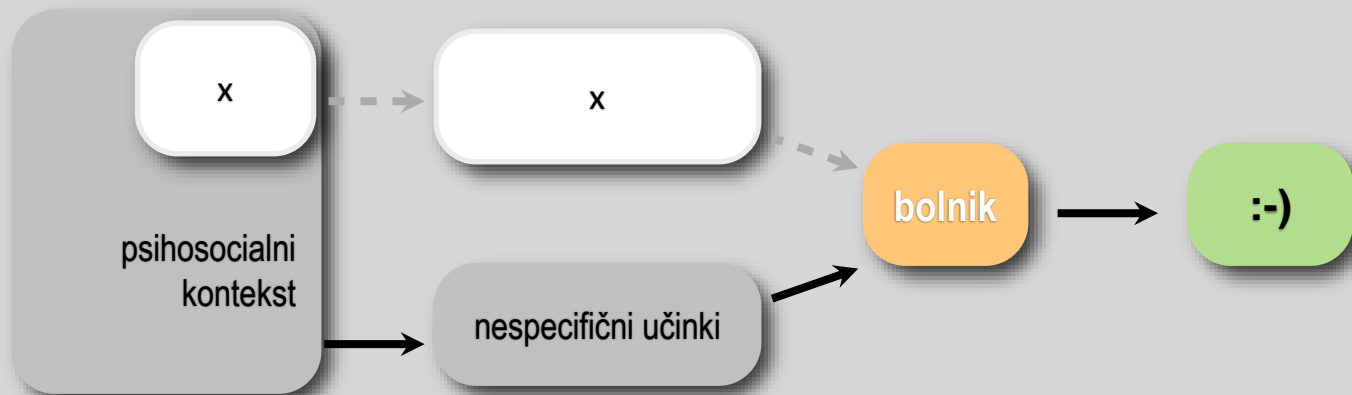 x
x
psihosocialni
kontekst
nespecifični učinki
bolnik
:-)